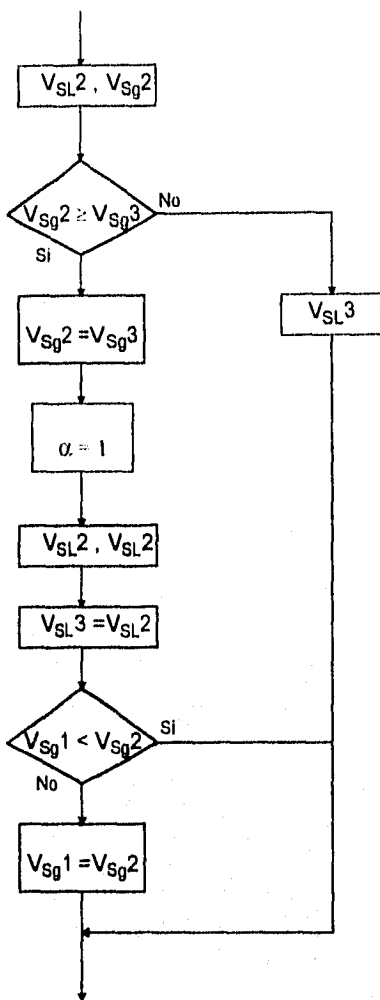 V_SL2 , V_Sg2
V_Sg2 ≥ V_Sg3
No
Si
V_Sg2 = V_Sg3
V_SL3
α = 1
V_SL2 , V_SL2
V_SL3 = V_SL2
Si
V_Sg1 < V_Sg2
No
V_Sg1 = V_Sg2